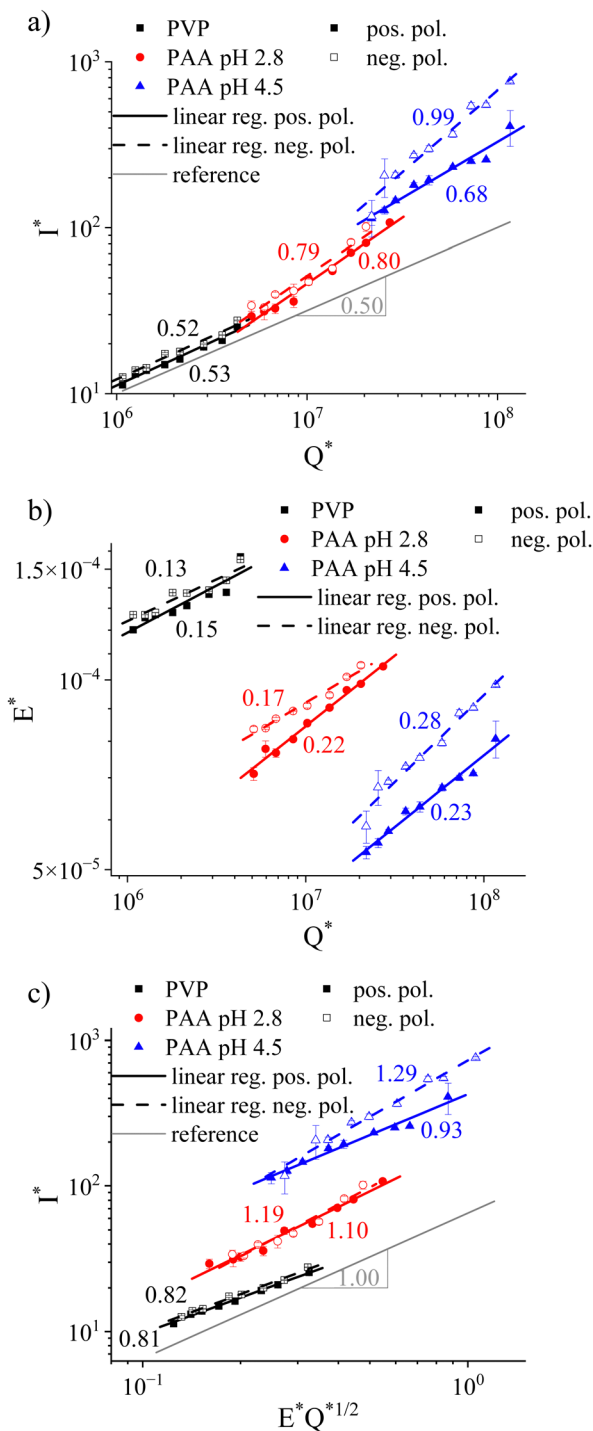 a)
PVP pos. pol.
PAA pH 2.8 neg. pol.
PAA pH 4.5
linear reg. pos. pol.
linear reg. neg. pol.
reference
10³
10²
10¹
I*
0.99
0.68
0.79
0.80
0.52
0.53
0.50
10⁶ 10⁷ 10⁸
Q*
b)
PVP pos. pol.
PAA pH 2.8 neg. pol.
PAA pH 4.5
linear reg. pos. pol.
linear reg. neg. pol.
1.5×10⁻⁴
10⁻⁴
5×10⁻⁵
E*
0.13
0.15
0.17
0.22
0.28
0.23
10⁶ 10⁷ 10⁸
Q*
c)
PVP pos. pol.
PAA pH 2.8 neg. pol.
PAA pH 4.5
linear reg. pos. pol.
linear reg. neg. pol.
reference
10³
10²
10¹
I*
1.29
0.93
1.19
1.10
0.82
0.81
1.00
10⁻¹ 10⁰
E*Q*¹ᐟ²